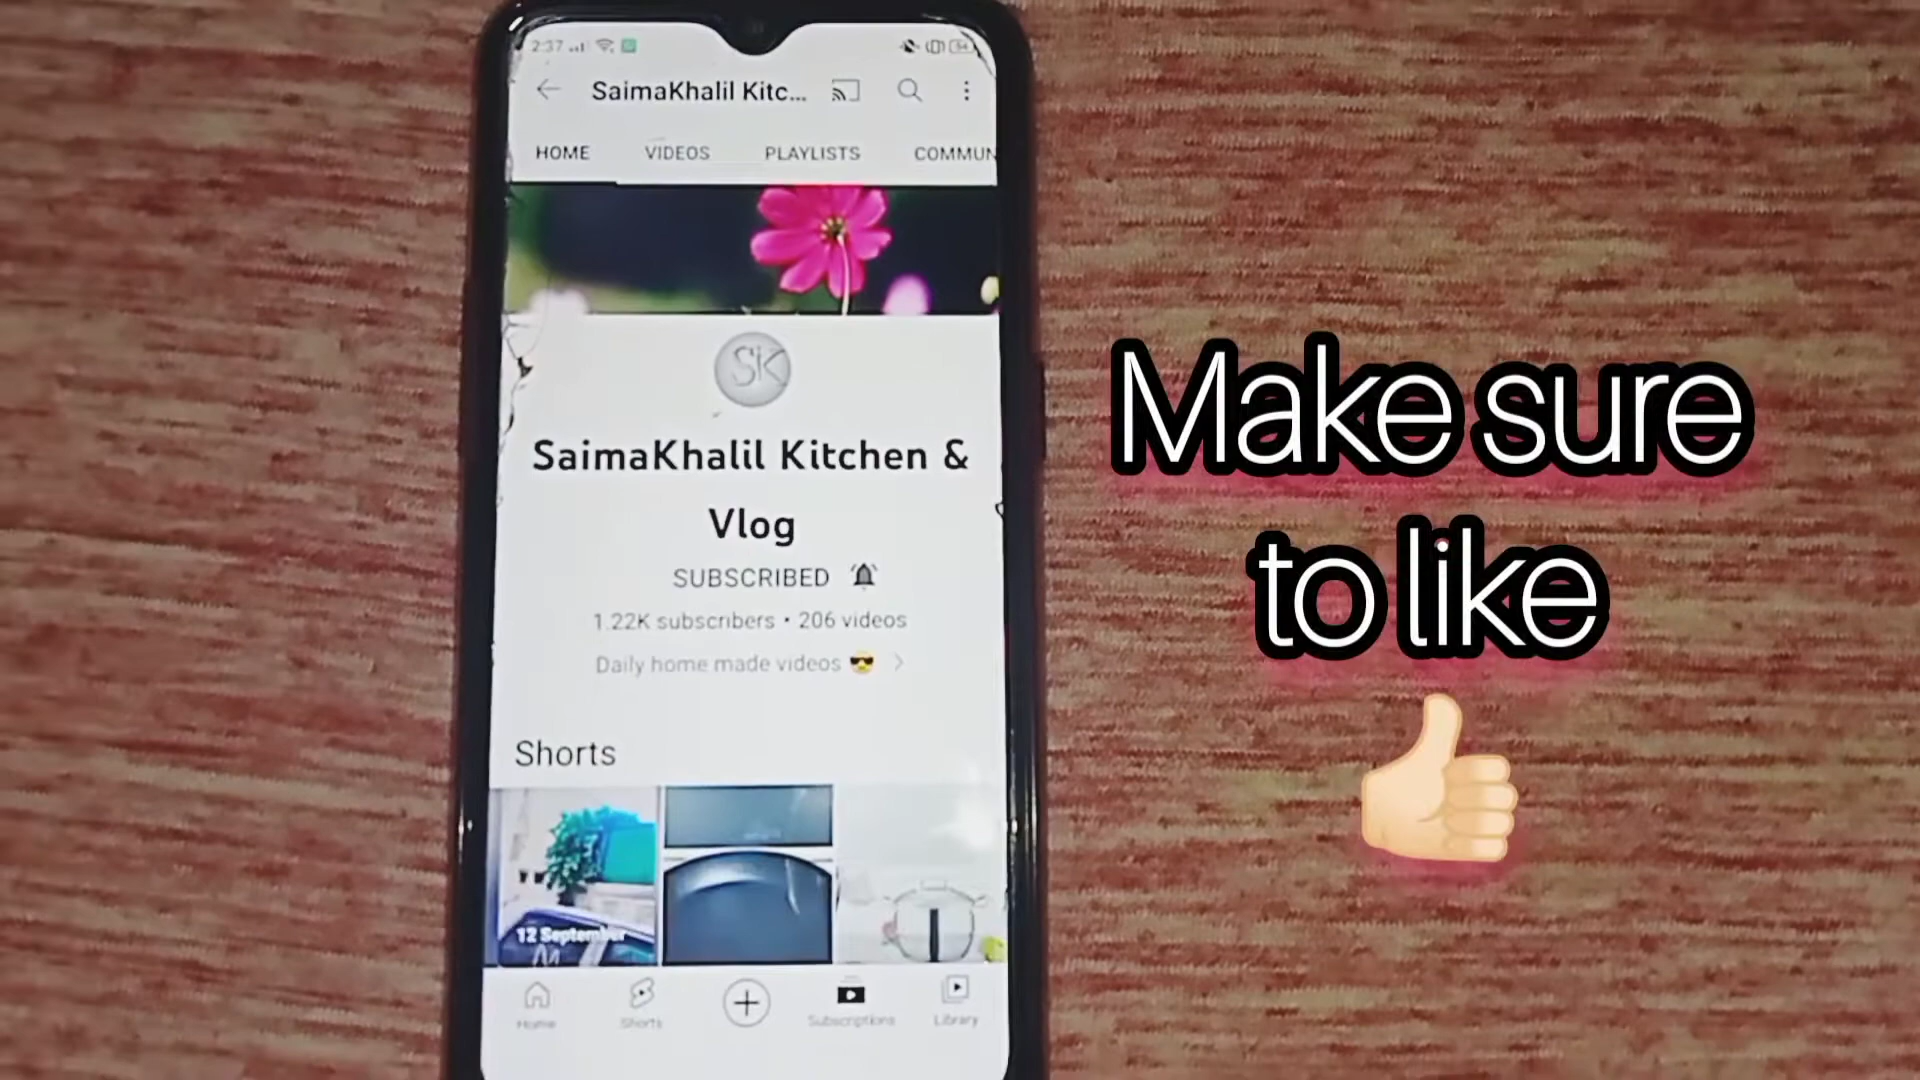 2:37
SaimaKhalil Kitc...
HOME VIDEOS PLAYLISTS COMMUN
SK
SaimaKhalil Kitchen &
Vlog
SUBSCRIBED
1.22K subscribers • 206 videos
Daily home made videos 😎 >
Shorts
12 September
Home Shorts Subscriptions Library
Make sure
to like
👍🏻